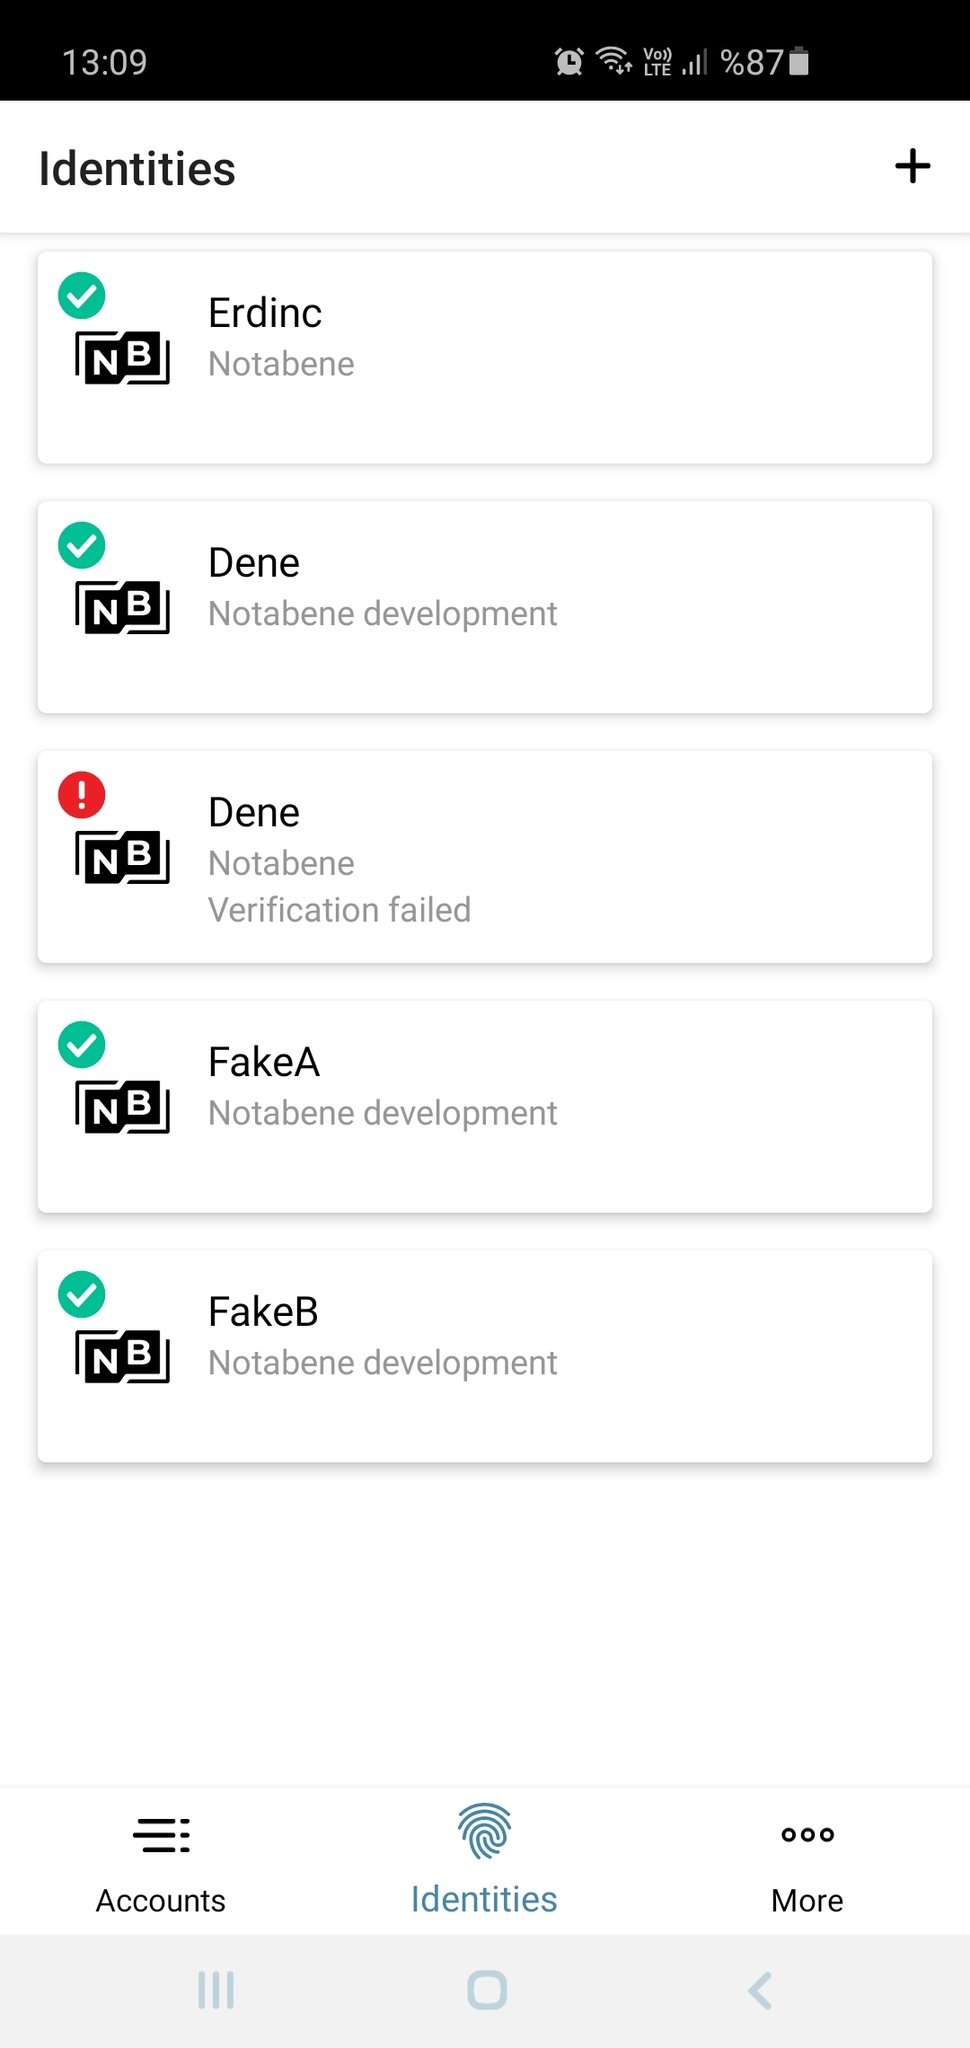 13:09
Vo)) LTE %87
Identities
Erdinc
NB
Notabene
Dene
NB
Notabene development
Dene
NB
Notabene
Verification failed
FakeA
NB
Notabene development
FakeB
NB
Notabene development
Accounts
Identities
More